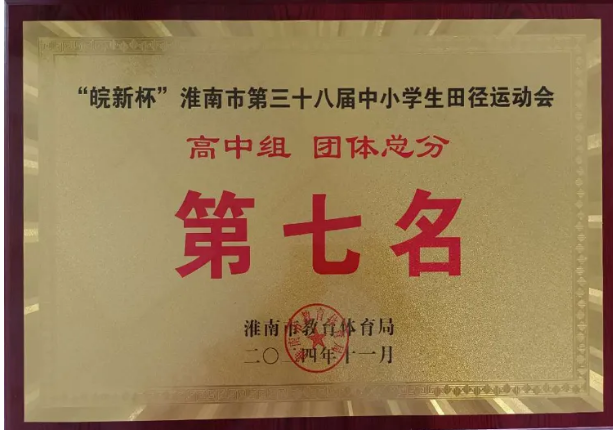 “皖新杯”淮南市第三十八届中小学生田径运动会
高中组 团体总分
第七名
淮南市教育体育局
二〇二四年十一月